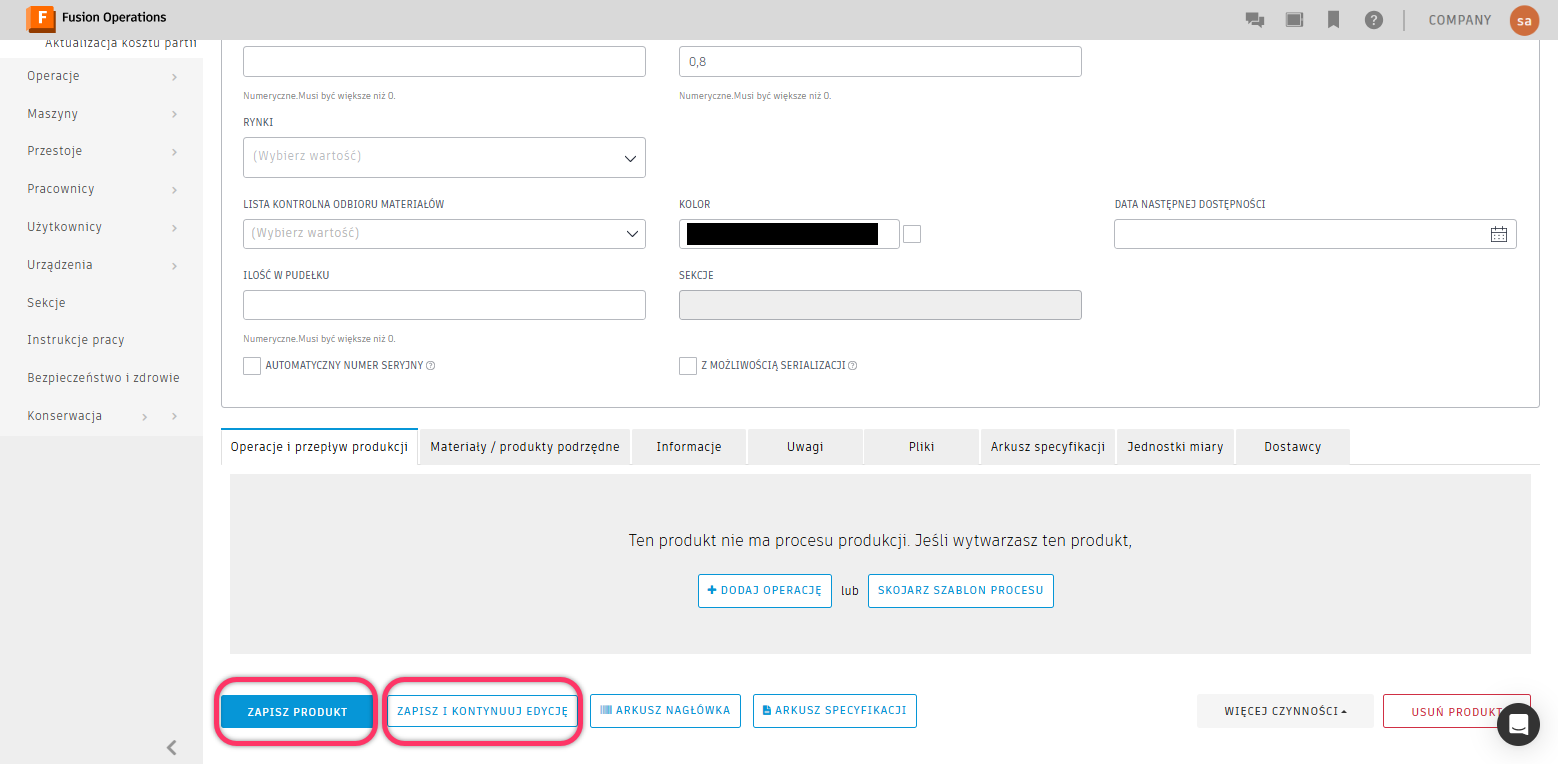 F Fusion Operations
? COMPANY sa
Aktualizacja kosztu partii
Operacje
Maszyny
Przestoje
Pracownicy
Użytkownicy
Urządzenia
Sekcje
Instrukcje pracy
Bezpieczeństwo i zdrowie
Konserwacja
0,8
Numeryczne.Musi być większe niż 0.
Numeryczne.Musi być większe niż 0.
RYNKI
(Wybierz wartość)
LISTA KONTROLNA ODBIORU MATERIAŁÓW
KOLOR
DATA NASTĘPNEJ DOSTĘPNOŚCI
(Wybierz wartość)
ILOŚĆ W PUDEŁKU
SEKCJE
Numeryczne.Musi być większe niż 0.
AUTOMATYCZNY NUMER SERYJNY ?
Z MOŻLIWOŚCIĄ SERIALIZACJI ?
Operacje i przepływ produkcji
Materiały / produkty podrzędne
Informacje
Uwagi
Pliki
Arkusz specyfikacji
Jednostki miary
Dostawcy
Ten produkt nie ma procesu produkcji. Jeśli wytwarzasz ten produkt,
+ DODAJ OPERACJĘ lub SKOJARZ SZABLON PROCESU
ZAPISZ PRODUKT
ZAPISZ I KONTYNUUJ EDYCJĘ
ARKUSZ NAGŁÓWKA
ARKUSZ SPECYFIKACJI
WIĘCEJ CZYNNOŚCI
USUŃ PRODUKT